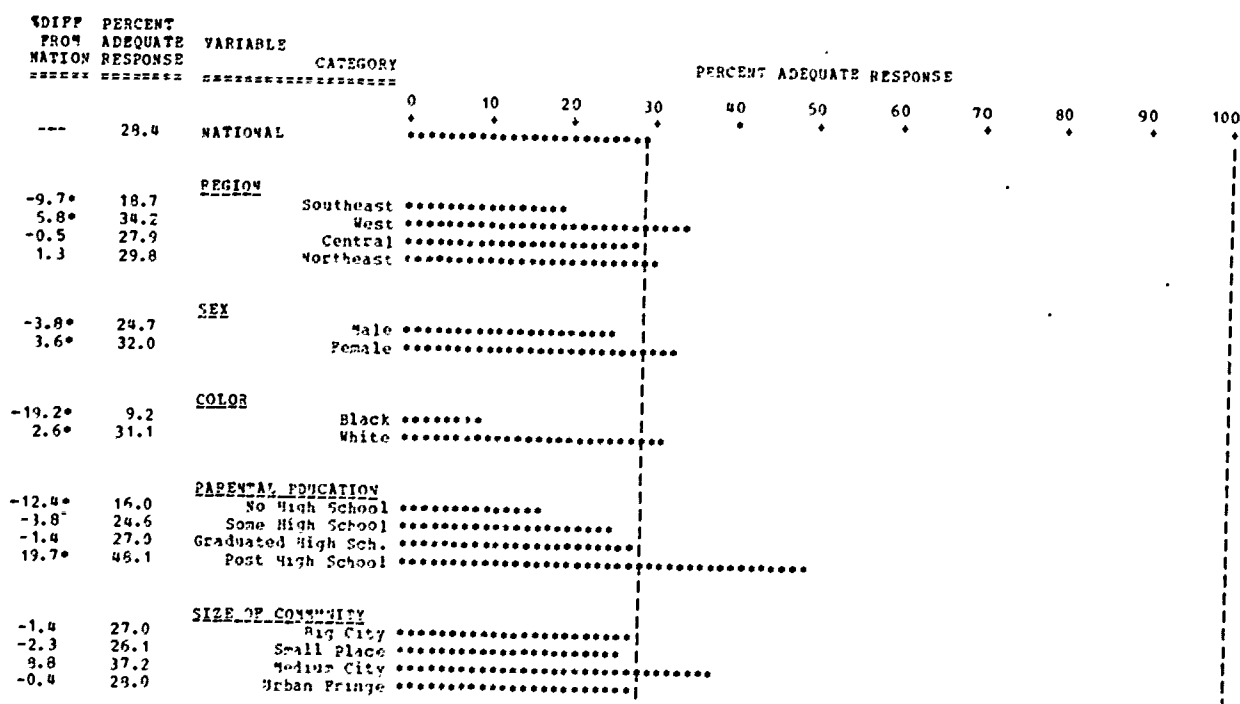 %DIFF PERCENT
FROM ADEQUATE VARIABLE
NATION RESPONSE CATEGORY
PERCENT ADEQUATE RESPONSE
0 10 20 30 40 50 60 70 80 90 100
--- 28.4 NATIONAL
REGION
-9.7* 18.7 Southeast
5.8* 34.2 West
-0.5 27.9 Central
1.3 29.8 Northeast
SEX
-3.8* 24.7 Male
3.6* 32.0 Female
COLOR
-19.2* 9.2 Black
2.6* 31.1 White
PARENTAL EDUCATION
-12.4* 16.0 No High School
-3.8 24.6 Some High School
-1.4 27.0 Graduated High Sch.
19.7* 48.1 Post High School
SIZE OF COMMUNITY
-1.4 27.0 Big City
-2.3 26.1 Small Place
8.8 37.2 Medium City
-0.4 28.0 Urban Fringe